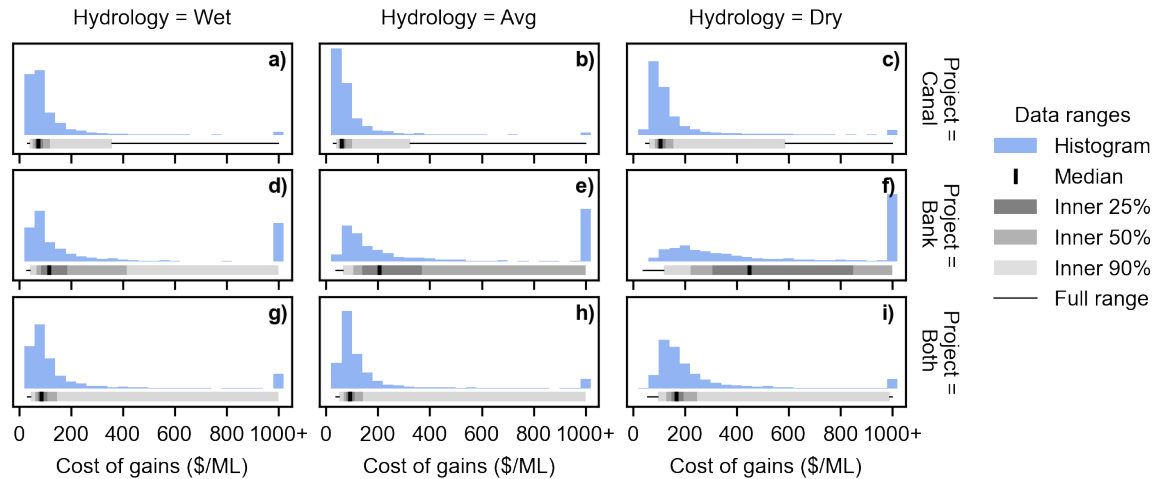 Hydrology = Wet
Hydrology = Avg
Hydrology = Dry
a)
b)
c)
Project =
Canal
d)
e)
f)
Project =
Bank
g)
h)
i)
Project =
Both
0 200 400 600 800 1000+
0 200 400 600 800 1000+
0 200 400 600 800 1000+
Cost of gains ($/ML)
Cost of gains ($/ML)
Cost of gains ($/ML)
Data ranges
Histogram
Median
Inner 25%
Inner 50%
Inner 90%
Full range